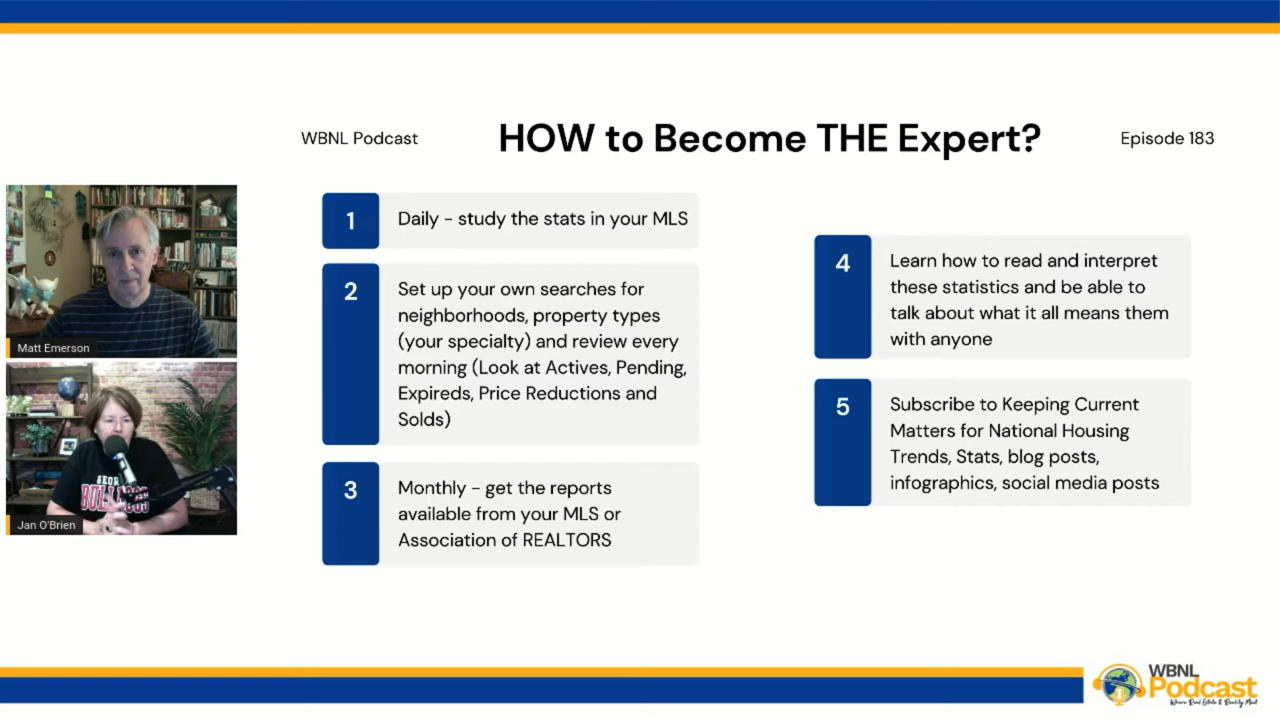 WBNL Podcast
HOW to Become THE Expert?
Episode 183
1
Daily - study the stats in your MLS
2
Set up your own searches for
neighborhoods, property types
(your specialty) and review every
morning (Look at Actives, Pending,
Expireds, Price Reductions and
Solds)
3
Monthly - get the reports
available from your MLS or
Association of REALTORS
4
Learn how to read and interpret
these statistics and be able to
talk about what it all means them
with anyone
5
Subscribe to Keeping Current
Matters for National Housing
Trends, Stats, blog posts,
infographics, social media posts
Matt Emerson
Jan O'Brien
WBNL
Podcast
Where Real Estate & Reality Meet